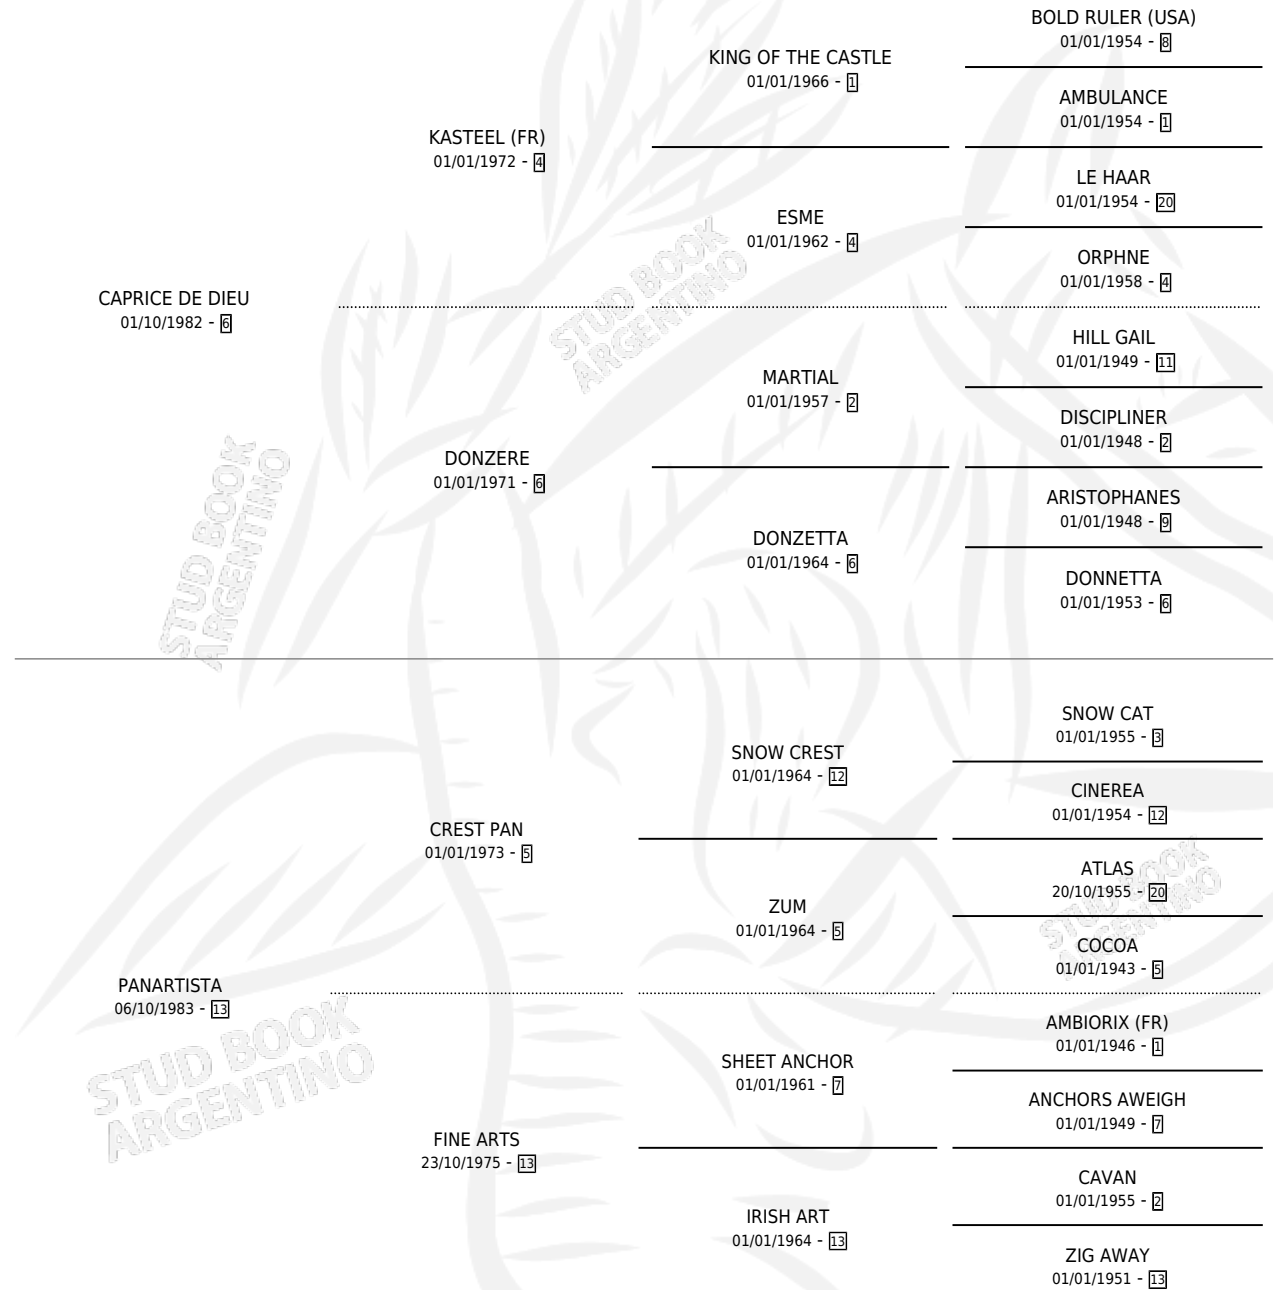 BOLD RULER (USA)
01/01/1954 - 8
KING OF THE CASTLE
01/01/1966 - 1
AMBULANCE
01/01/1954 - 1
KASTEEL (FR)
01/01/1972 - 4
LE HAAR
01/01/1954 - 20
ESME
01/01/1962 - 4
ORPHNE
01/01/1958 - 4
CAPRICE DE DIEU
01/10/1982 - 6
HILL GAIL
01/01/1949 - 11
MARTIAL
01/01/1957 - 2
DISCIPLINER
01/01/1948 - 2
DONZERE
01/01/1971 - 6
ARISTOPHANES
01/01/1948 - 9
DONZETTA
01/01/1964 - 6
DONNETTA
01/01/1953 - 6
STUD BOOK
ARGENTINO
STUD BOOK
ARGENTINO
SNOW CAT
01/01/1955 - 3
SNOW CREST
01/01/1964 - 12
CINEREA
01/01/1954 - 12
CREST PAN
01/01/1973 - 5
ATLAS
20/10/1955 - 20
ZUM
01/01/1964 - 5
COCOA
01/01/1943 - 5
PANARTISTA
06/10/1983 - 13
AMBIORIX (FR)
01/01/1946 - 1
SHEET ANCHOR
01/01/1961 - 7
ANCHORS AWEIGH
01/01/1949 - 7
FINE ARTS
23/10/1975 - 13
CAVAN
01/01/1955 - 2
IRISH ART
01/01/1964 - 13
ZIG AWAY
01/01/1951 - 13
STUD BOOK
ARGENTINO
STUD BOOK
ARGENTINO